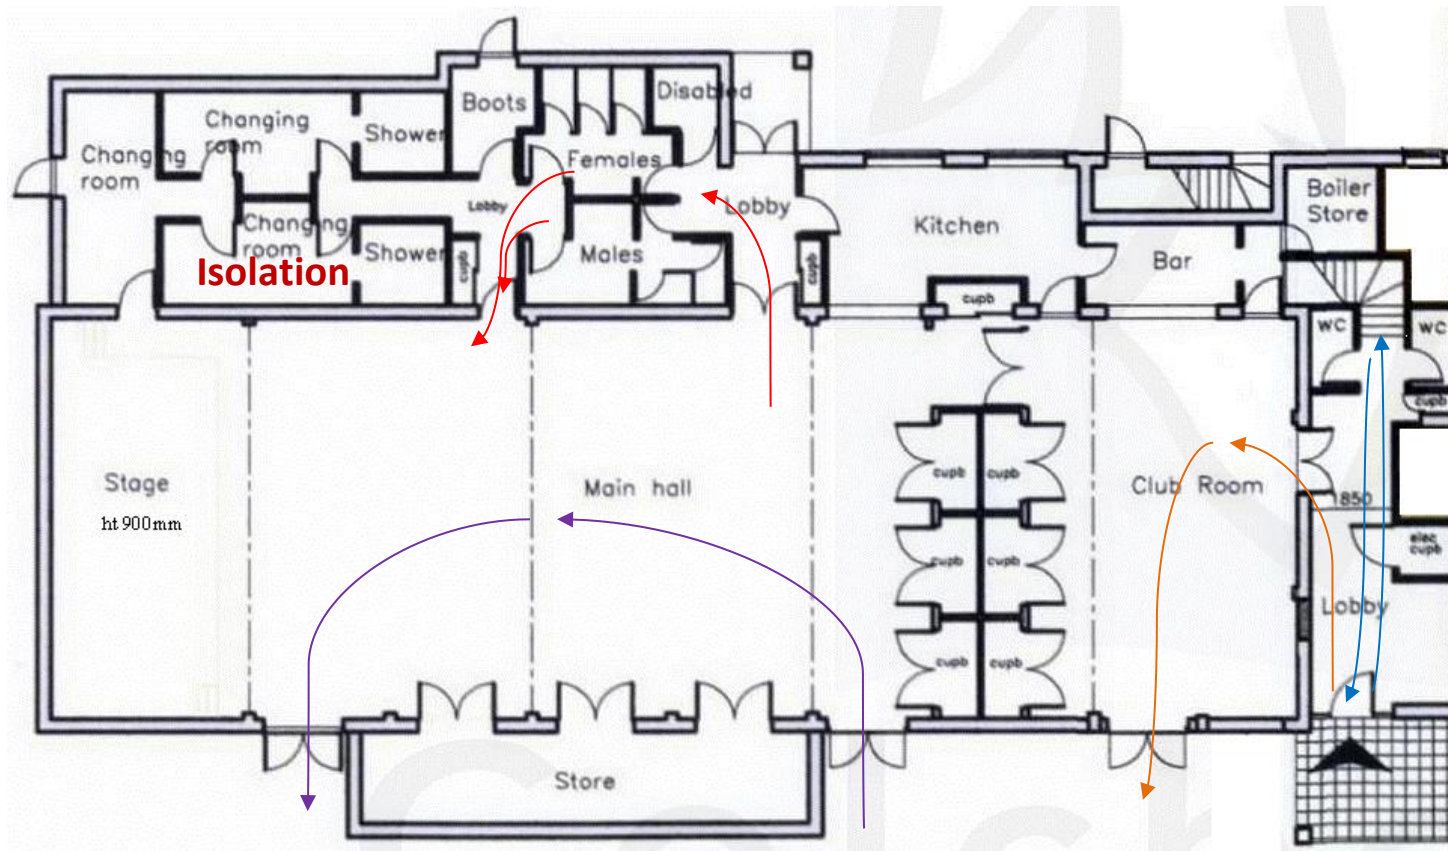 Boots
Disabled
Changing
room
Shower
Changing
room
Females
Lobby
Lobby
Boiler
Store
Changing
room
Kitchen
Bar
Isolation
Shower
cupb
Males
cupb
cupb
WC
WC
cupb
Stage
ht 900mm
Main hall
cupb
cupb
Club Room
1850
elec
cupb
cupb
cupb
Lobby
cupb
cupb
Store